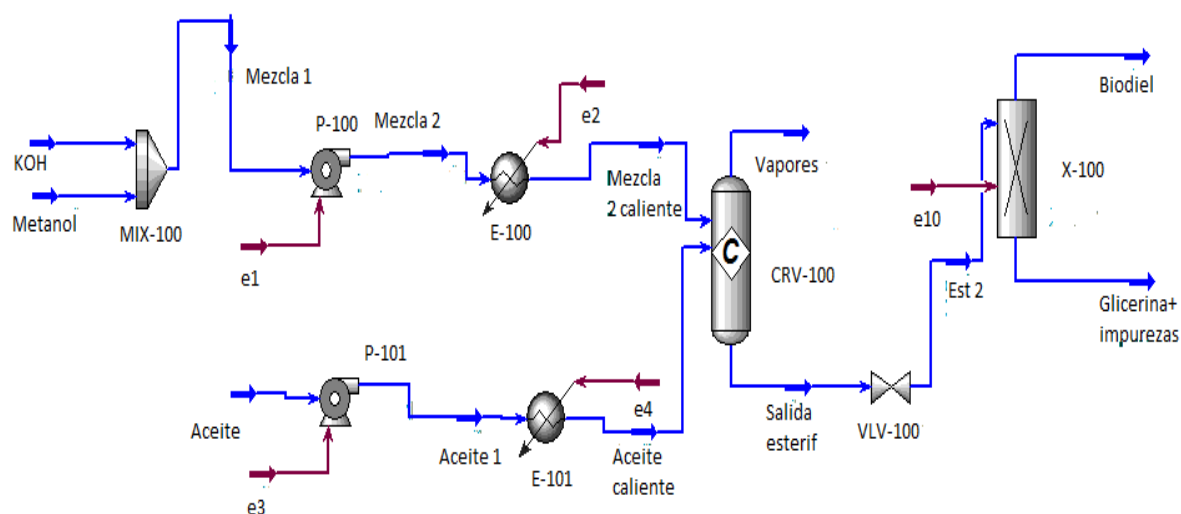 KOH
Metanol
MIX-100
Mezcla 1
P-100
e1
Mezcla 2
E-100
e2
Mezcla
2 caliente
Aceite
P-101
e3
Aceite 1
E-101
e4
Aceite
caliente
Vapores
C
CRV-100
Salida
esterif
VLV-100
Est 2
e10
X-100
Biodiel
Glicerina+
impurezas